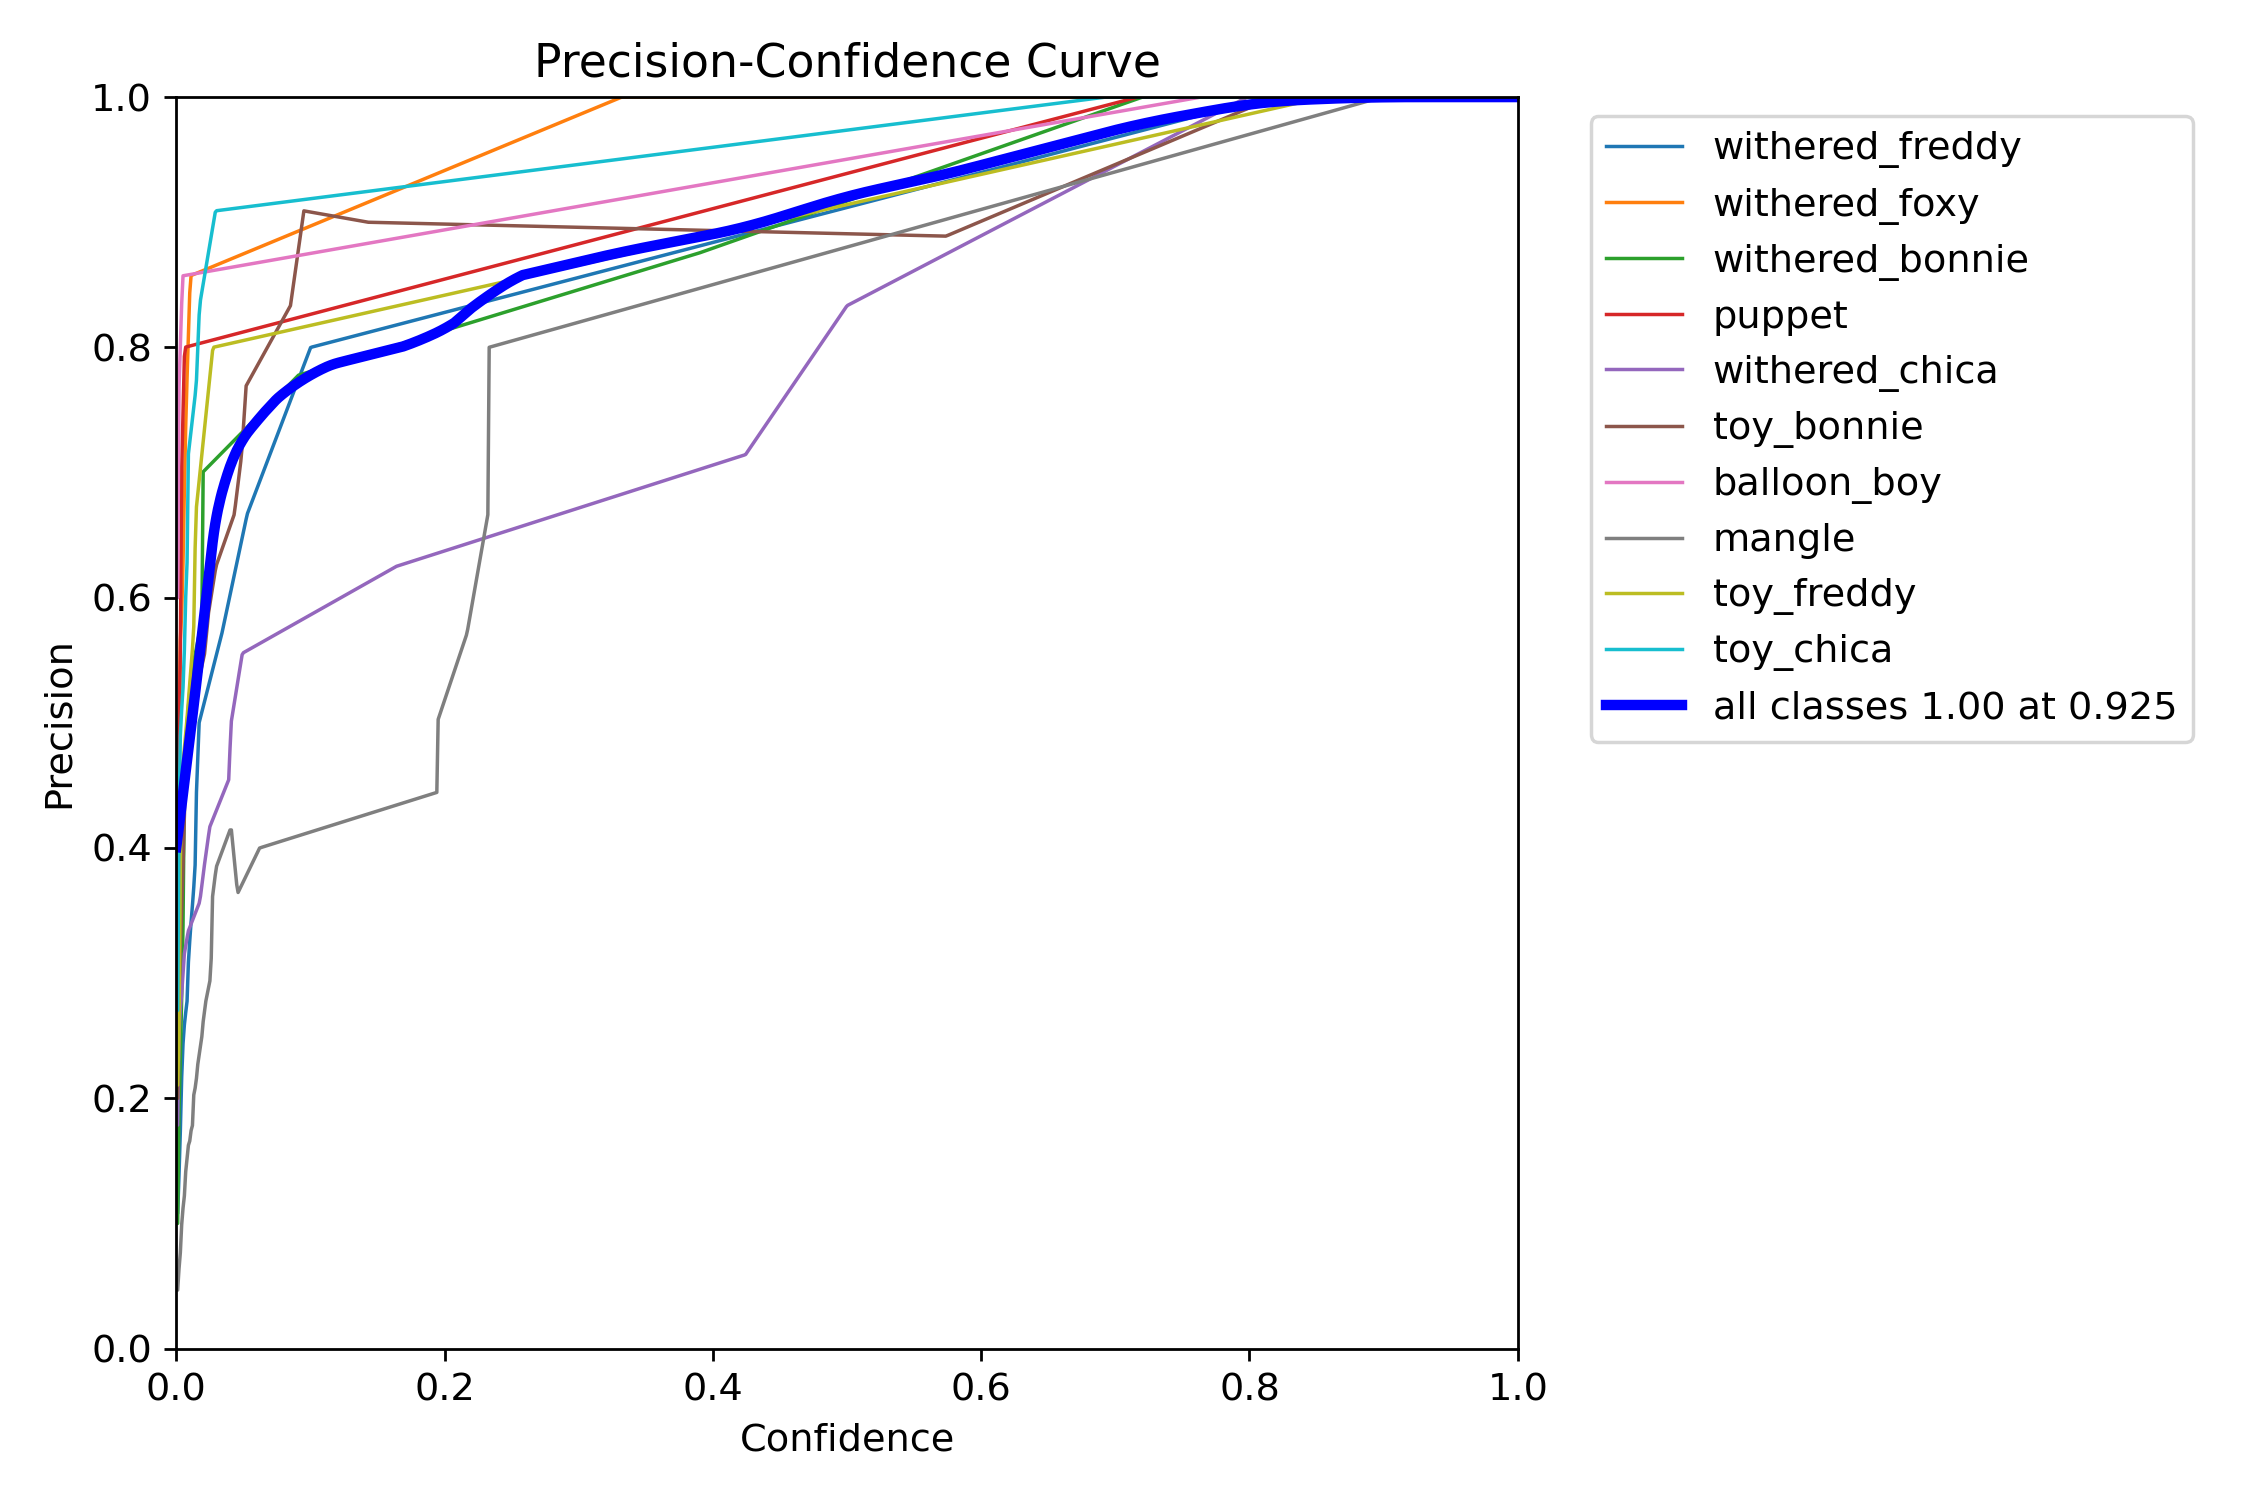 Precision-Confidence Curve
1.0
0.8
0.6
0.4
0.2
0.0
Precision
0.0 0.2 0.4 0.6 0.8 1.0
Confidence
withered_freddy
withered_foxy
withered_bonnie
puppet
withered_chica
toy_bonnie
balloon_boy
mangle
toy_freddy
toy_chica
all classes 1.00 at 0.925